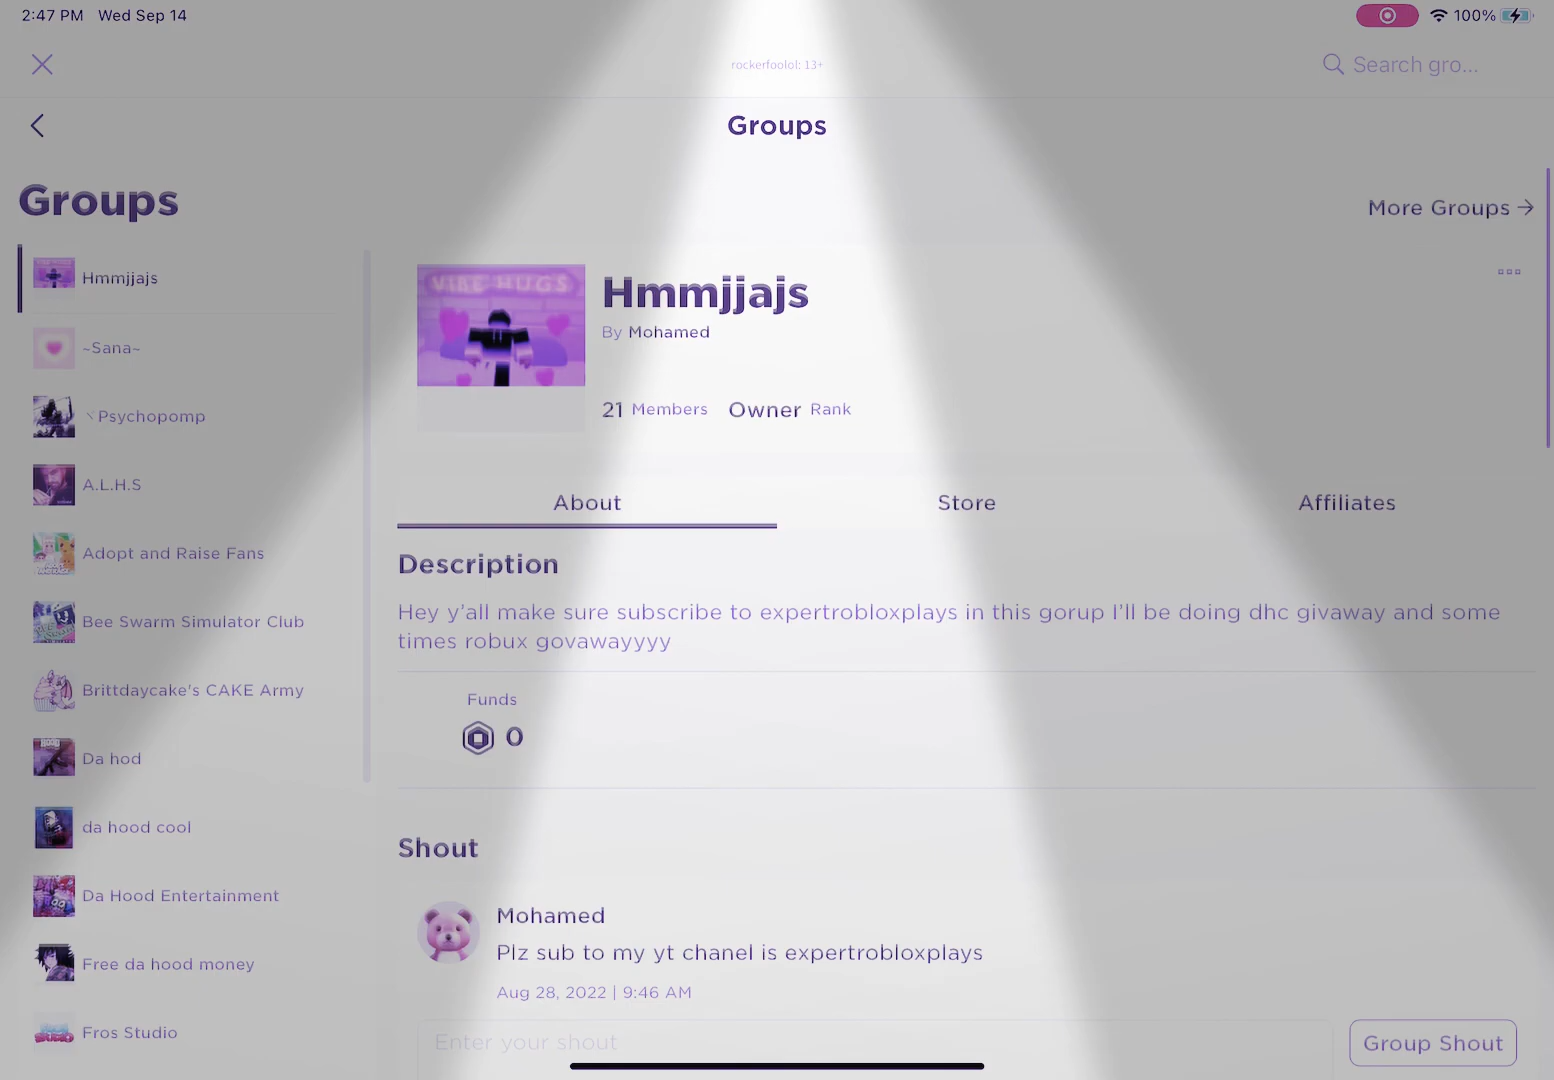 2:47 PM Wed Sep 14
100%
rockerfoolol: 13+
Search gro...
Groups
Groups
More Groups →
Hmmjjajs
~Sana~
Psychopomp
A.L.H.S
Adopt and Raise Fans
Bee Swarm Simulator Club
Brittdaycake's CAKE Army
Da hod
da hood cool
Da Hood Entertainment
Free da hood money
Fros Studio
VIBE HUGS
Hmmjjajs
By Mohamed
21 Members Owner Rank
About Store Affiliates
Description
Hey y'all make sure subscribe to expertrobloxplays in this gorup I'll be doing dhc givaway and some
times robux govawayyyy
Funds
0
Shout
Mohamed
Plz sub to my yt chanel is expertrobloxplays
Aug 28, 2022 | 9:46 AM
Enter your shout
Group Shout